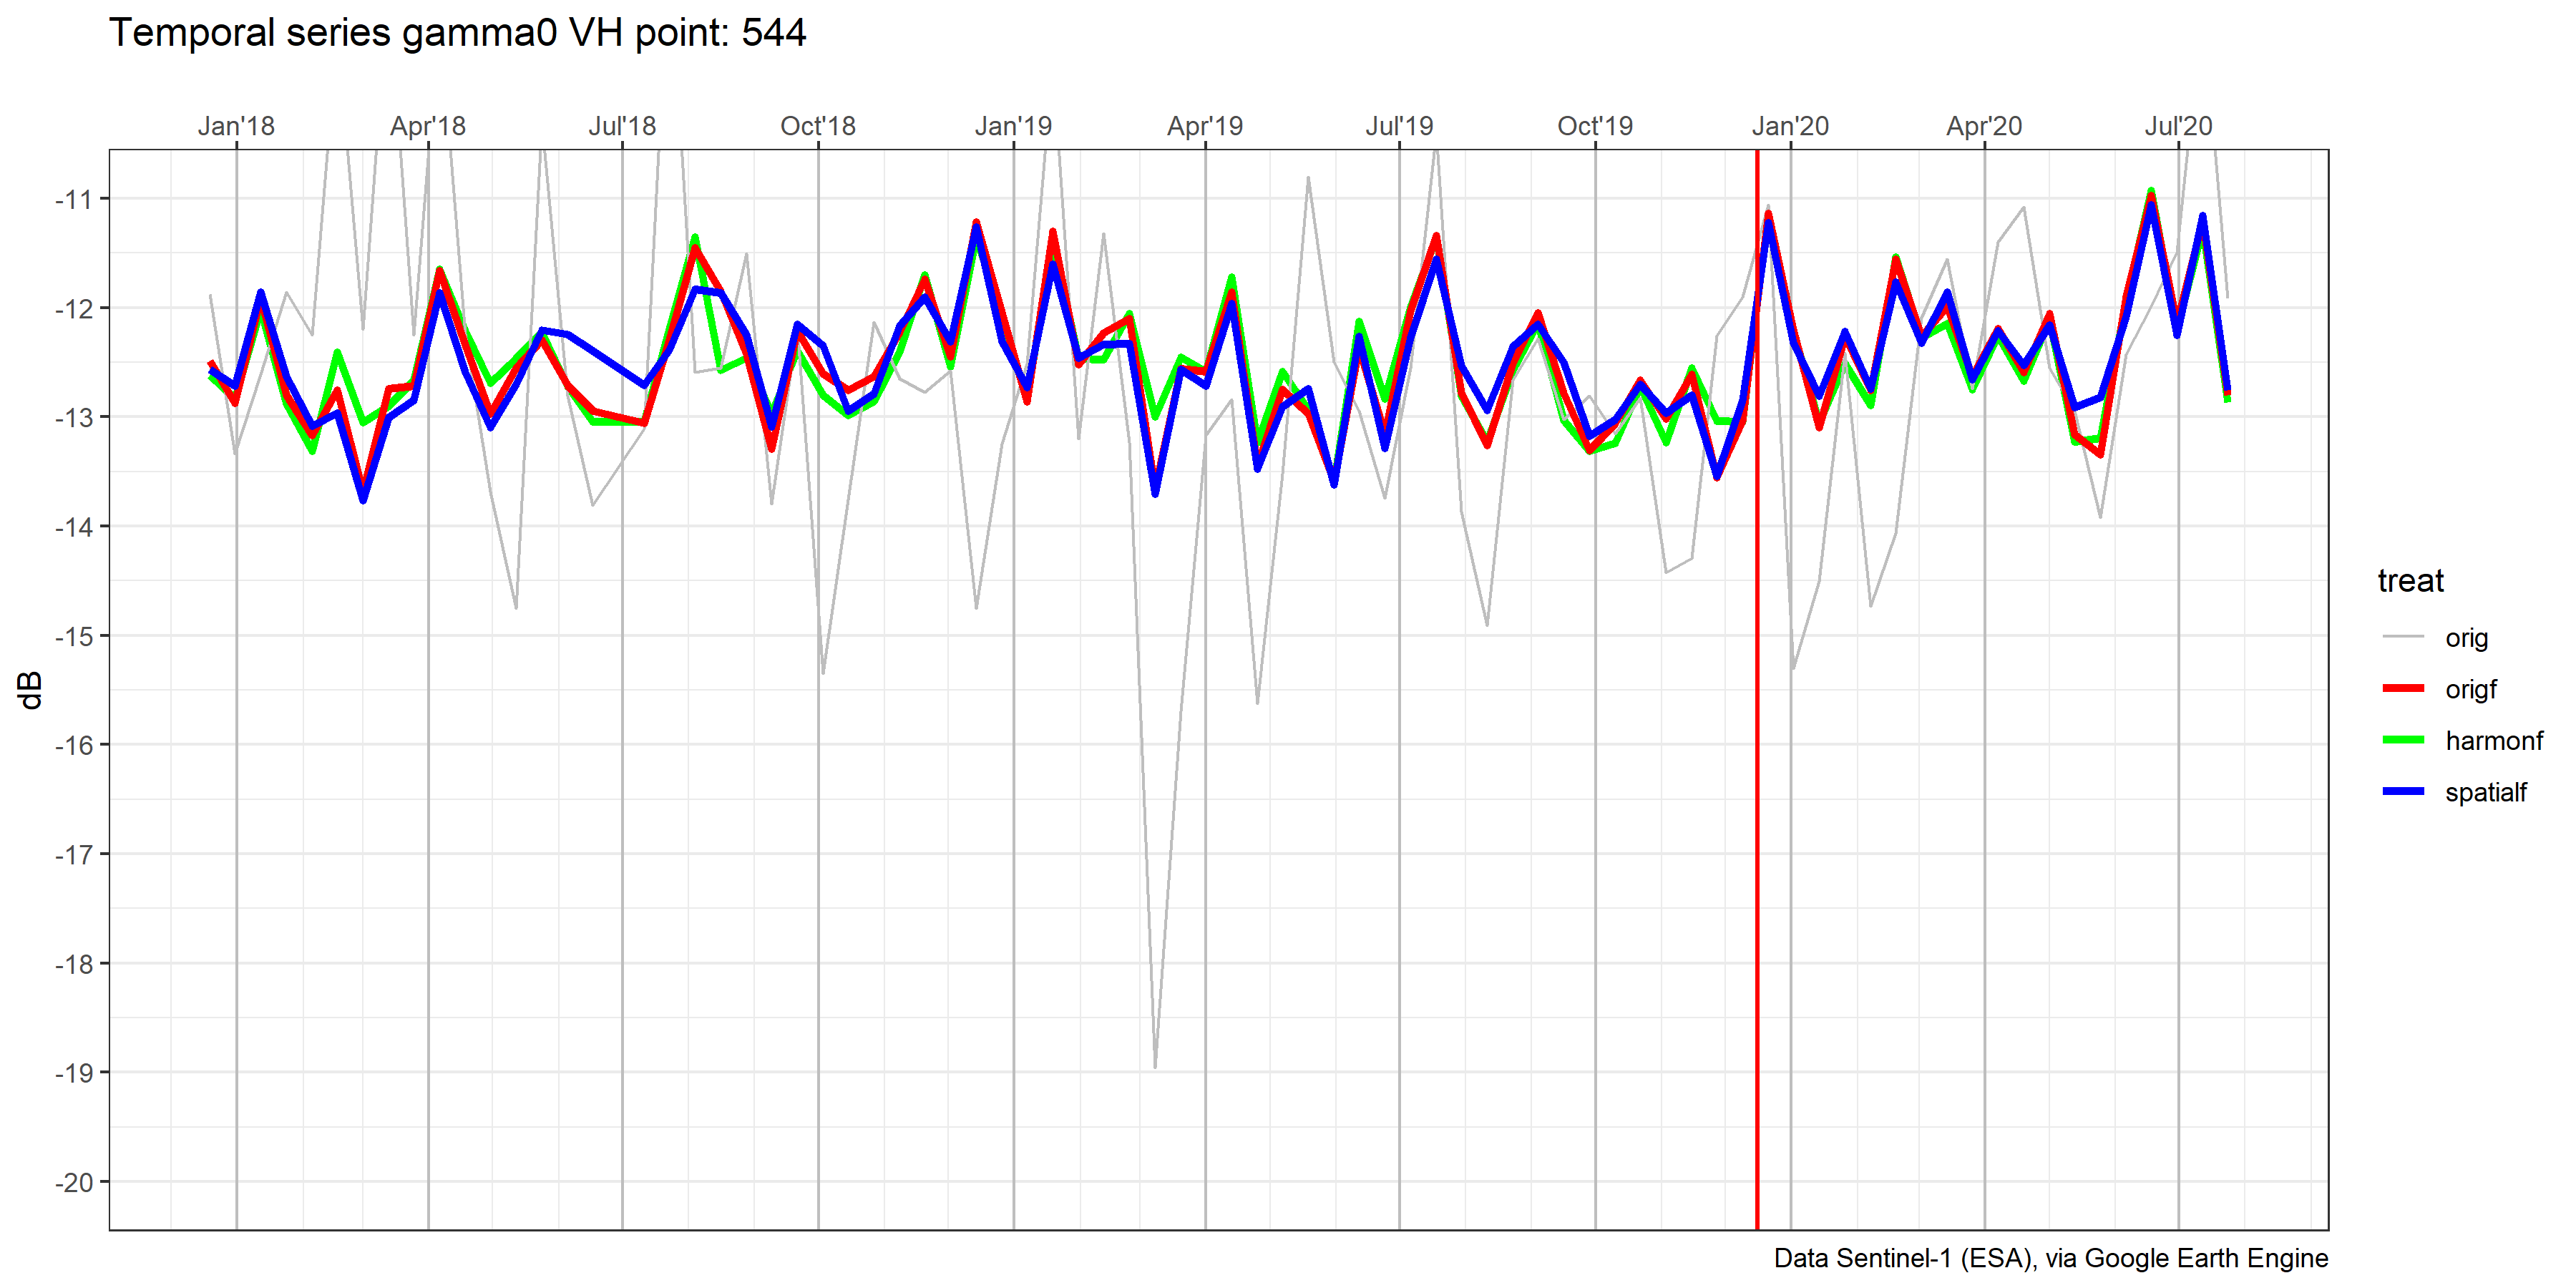 Temporal series gamma0 VH point: 544
Jan'18 Apr'18 Jul'18 Oct'18 Jan'19 Apr'19 Jul'19 Oct'19 Jan'20 Apr'20 Jul'20
-11
-12
-13
-14
-15
-16
-17
-18
-19
-20
dB
treat
orig
origf
harmonf
spatialf
Data Sentinel-1 (ESA), via Google Earth Engine